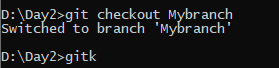 D:\Day2>git checkout Mybranch
Switched to branch 'Mybranch'
D:\Day2>gitk